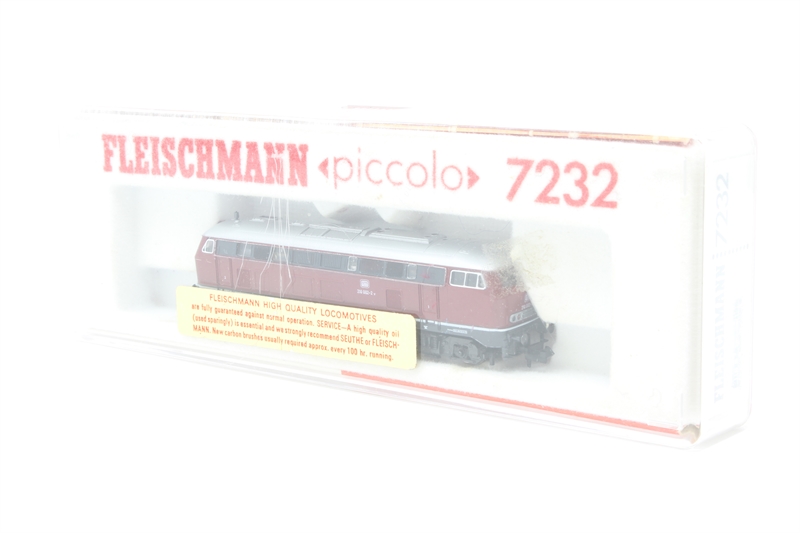 FLEISCHMANN piccolo 7232
FLEISCHMANN HIGH QUALITY LOCOMOTIVES
are fully guaranteed against normal operation. SERVICE—A high quality oil
(used sparingly) is essential and we strongly recommend SEUTHE or FLEISCH-
MANN. New carbon brushes usually required approx. every 100 hr. running.
FLEISCHMANN 7232